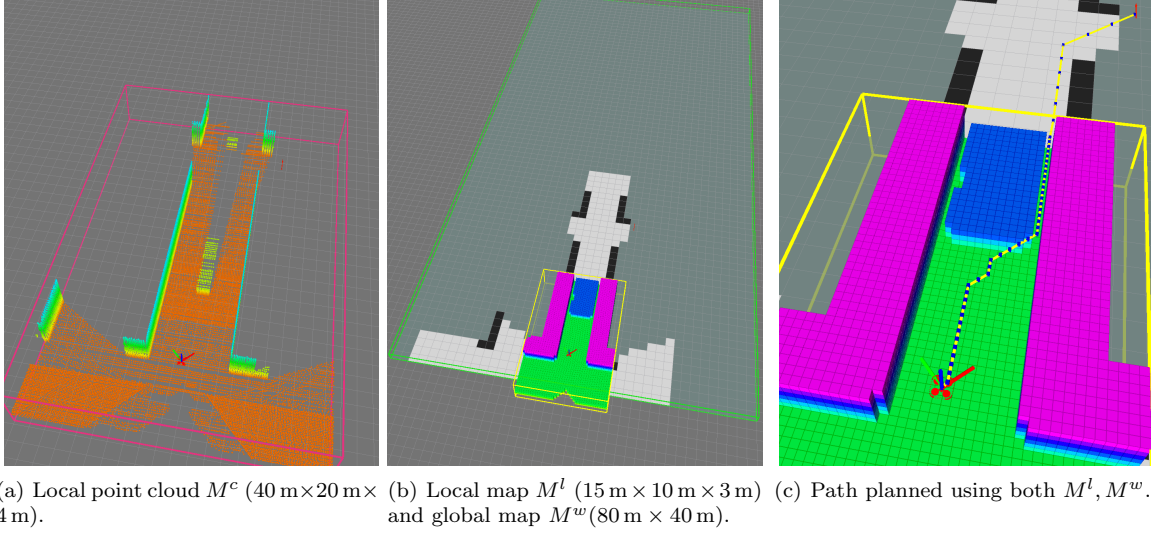 (a) Local point cloud M^c (40 m×20 m×
4 m).
(b) Local map M^l (15 m × 10 m × 3 m)
and global map M^w(80 m × 40 m).
(c) Path planned using both M^l, M^w.